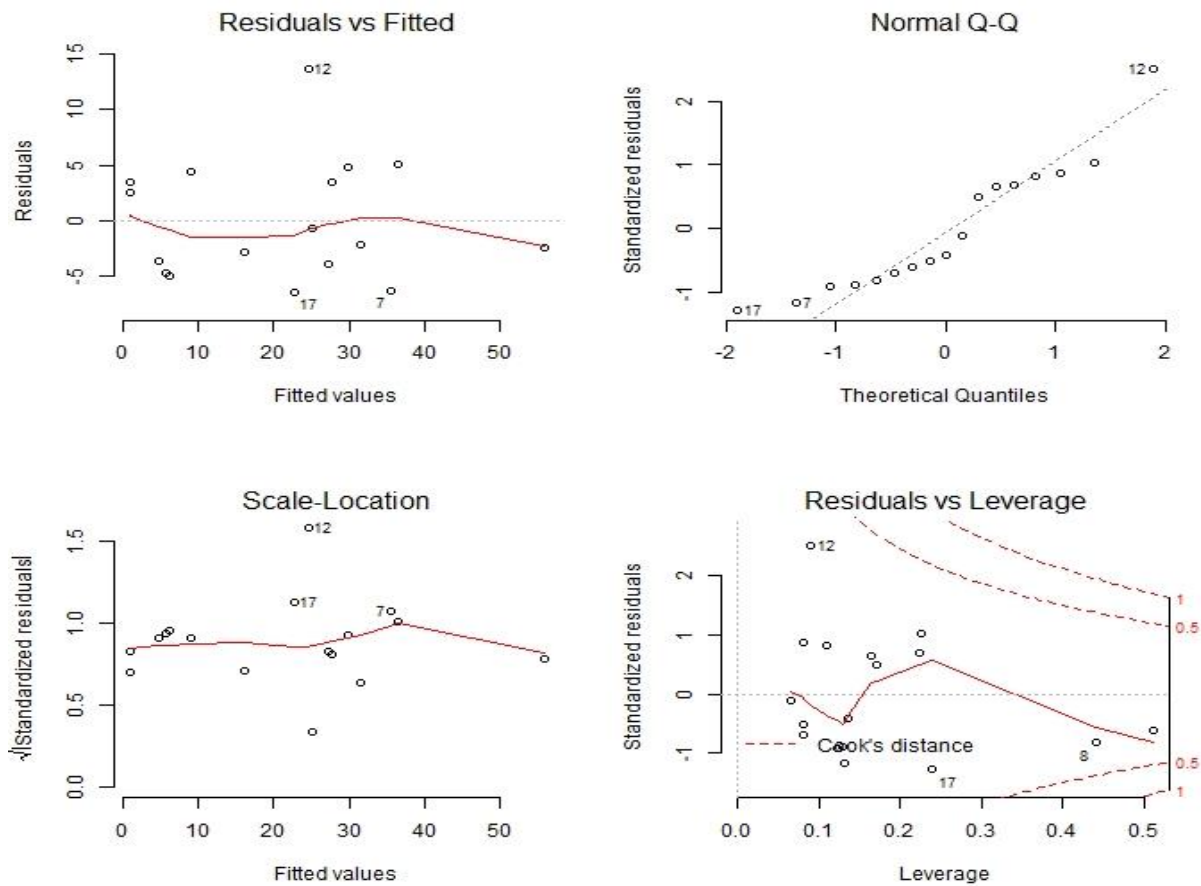 Residuals vs Fitted
Residuals
15
10
5
0
-5
12
17
7
0 10 20 30 40 50
Fitted values
Normal Q-Q
Standardized residuals
2
1
0
-1
12
7
17
-2 -1 0 1 2
Theoretical Quantiles
Scale-Location
√|Standardized residuals|
1.5
1.0
0.5
0.0
12
17
7
0 10 20 30 40 50
Fitted values
Residuals vs Leverage
Standardized residuals
2
1
0
-1
12
1
0.5
Cook's distance
8
0.5
17
1
0.0 0.1 0.2 0.3 0.4 0.5
Leverage